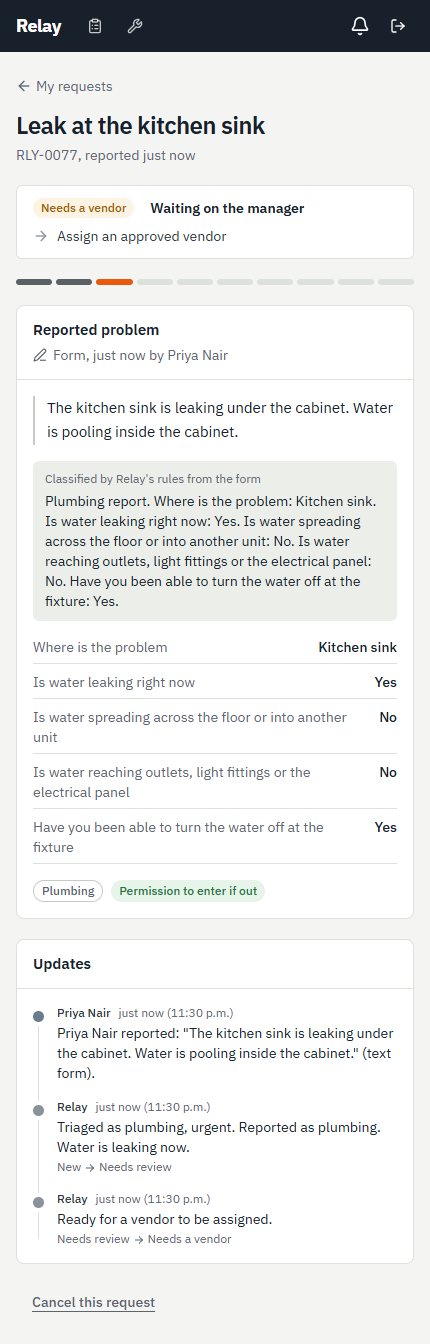 Relay
My requests
Leak at the kitchen sink
RLY-0077, reported just now
Needs a vendor Waiting on the manager
Assign an approved vendor
Reported problem
Form, just now by Priya Nair
The kitchen sink is leaking under the cabinet. Water
is pooling inside the cabinet.
Classified by Relay's rules from the form
Plumbing report. Where is the problem: Kitchen sink.
Is water leaking right now: Yes. Is water spreading
across the floor or into another unit: No. Is water
reaching outlets, light fittings or the electrical panel:
No. Have you been able to turn the water off at the
fixture: Yes.
Where is the problem Kitchen sink
Is water leaking right now Yes
Is water spreading across the floor or into another No
unit
Is water reaching outlets, light fittings or the No
electrical panel
Have you been able to turn the water off at the Yes
fixture
Plumbing Permission to enter if out
Updates
Priya Nair just now (11:30 p.m.)
Priya Nair reported: "The kitchen sink is leaking under
the cabinet. Water is pooling inside the cabinet." (text
form).
Relay just now (11:30 p.m.)
Triaged as plumbing, urgent. Reported as plumbing.
Water is leaking now.
New → Needs review
Relay just now (11:30 p.m.)
Ready for a vendor to be assigned.
Needs review → Needs a vendor
Cancel this request